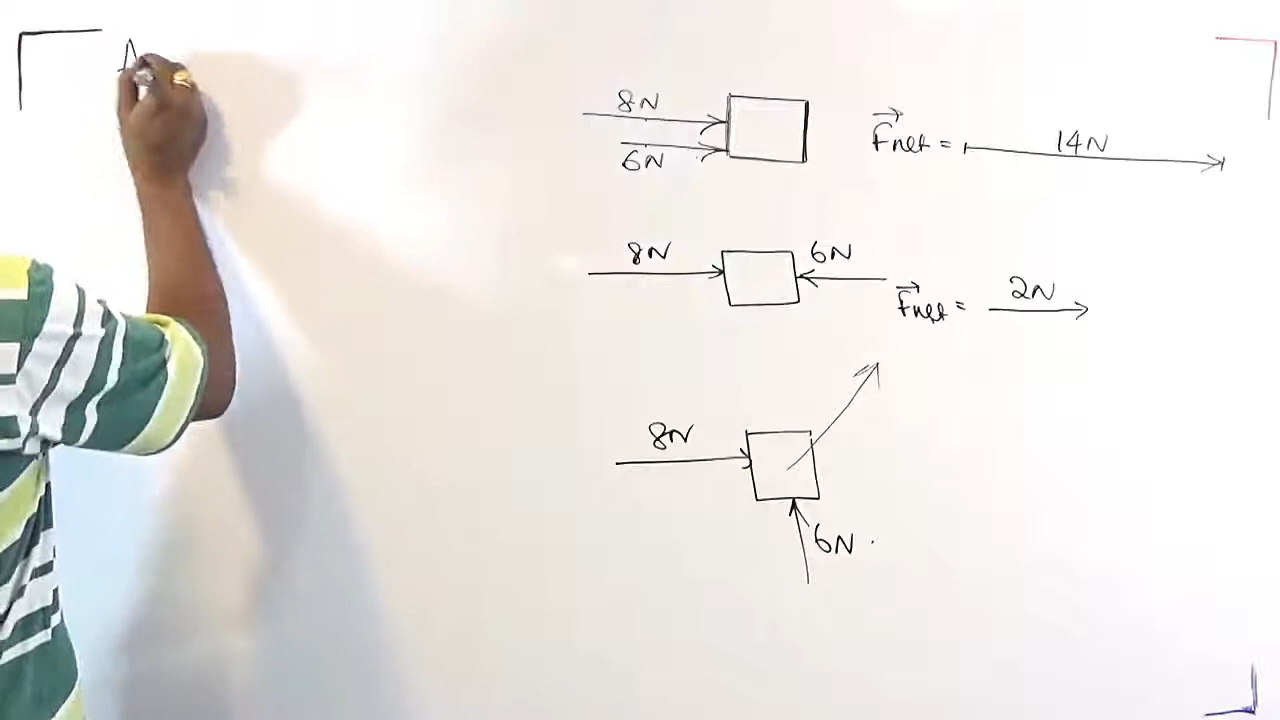 A
8N
6N
Fnet = 14N
8N
6N
Fnet = 2N
8N
6N.